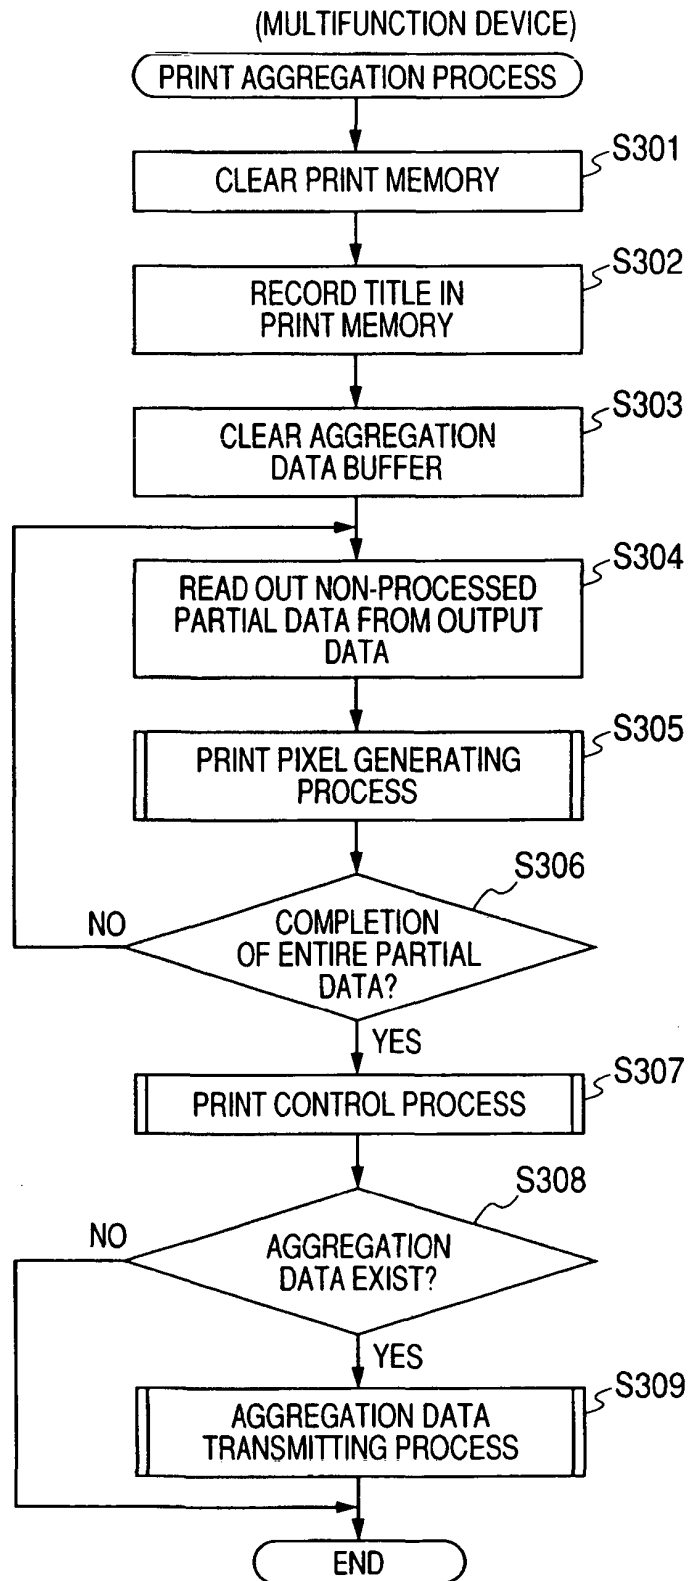 (MULTIFUNCTION DEVICE)
PRINT AGGREGATION PROCESS
S301
CLEAR PRINT MEMORY
S302
RECORD TITLE IN
PRINT MEMORY
S303
CLEAR AGGREGATION
DATA BUFFER
S304
READ OUT NON-PROCESSED
PARTIAL DATA FROM OUTPUT
DATA
S305
PRINT PIXEL GENERATING
PROCESS
S306
NO
COMPLETION
OF ENTIRE PARTIAL
DATA?
YES
S307
PRINT CONTROL PROCESS
S308
NO
AGGREGATION
DATA EXIST?
YES
S309
AGGREGATION DATA
TRANSMITTING PROCESS
END